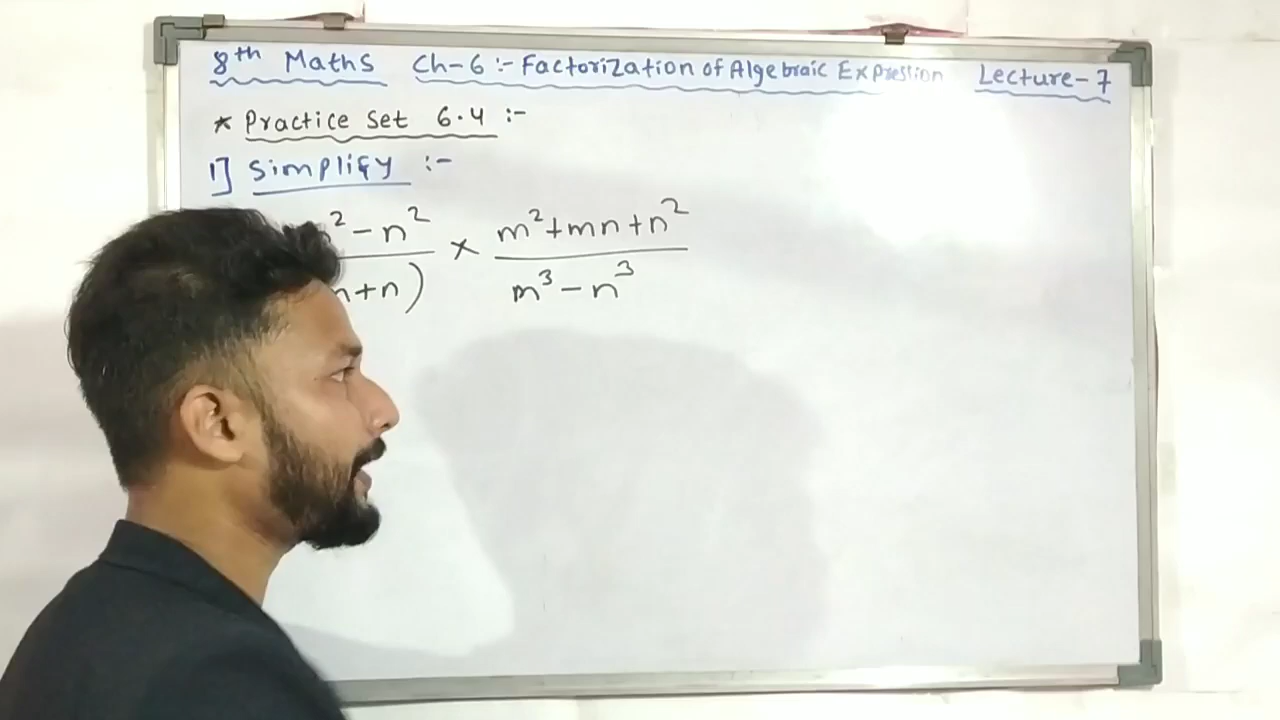 8th Maths Ch-6 :- Factorization of Algebraic Expression Lecture-7
* Practice Set 6.4 :-
1] Simplify :-
² - n² × m² + mn + n²
+ n) m³ - n³